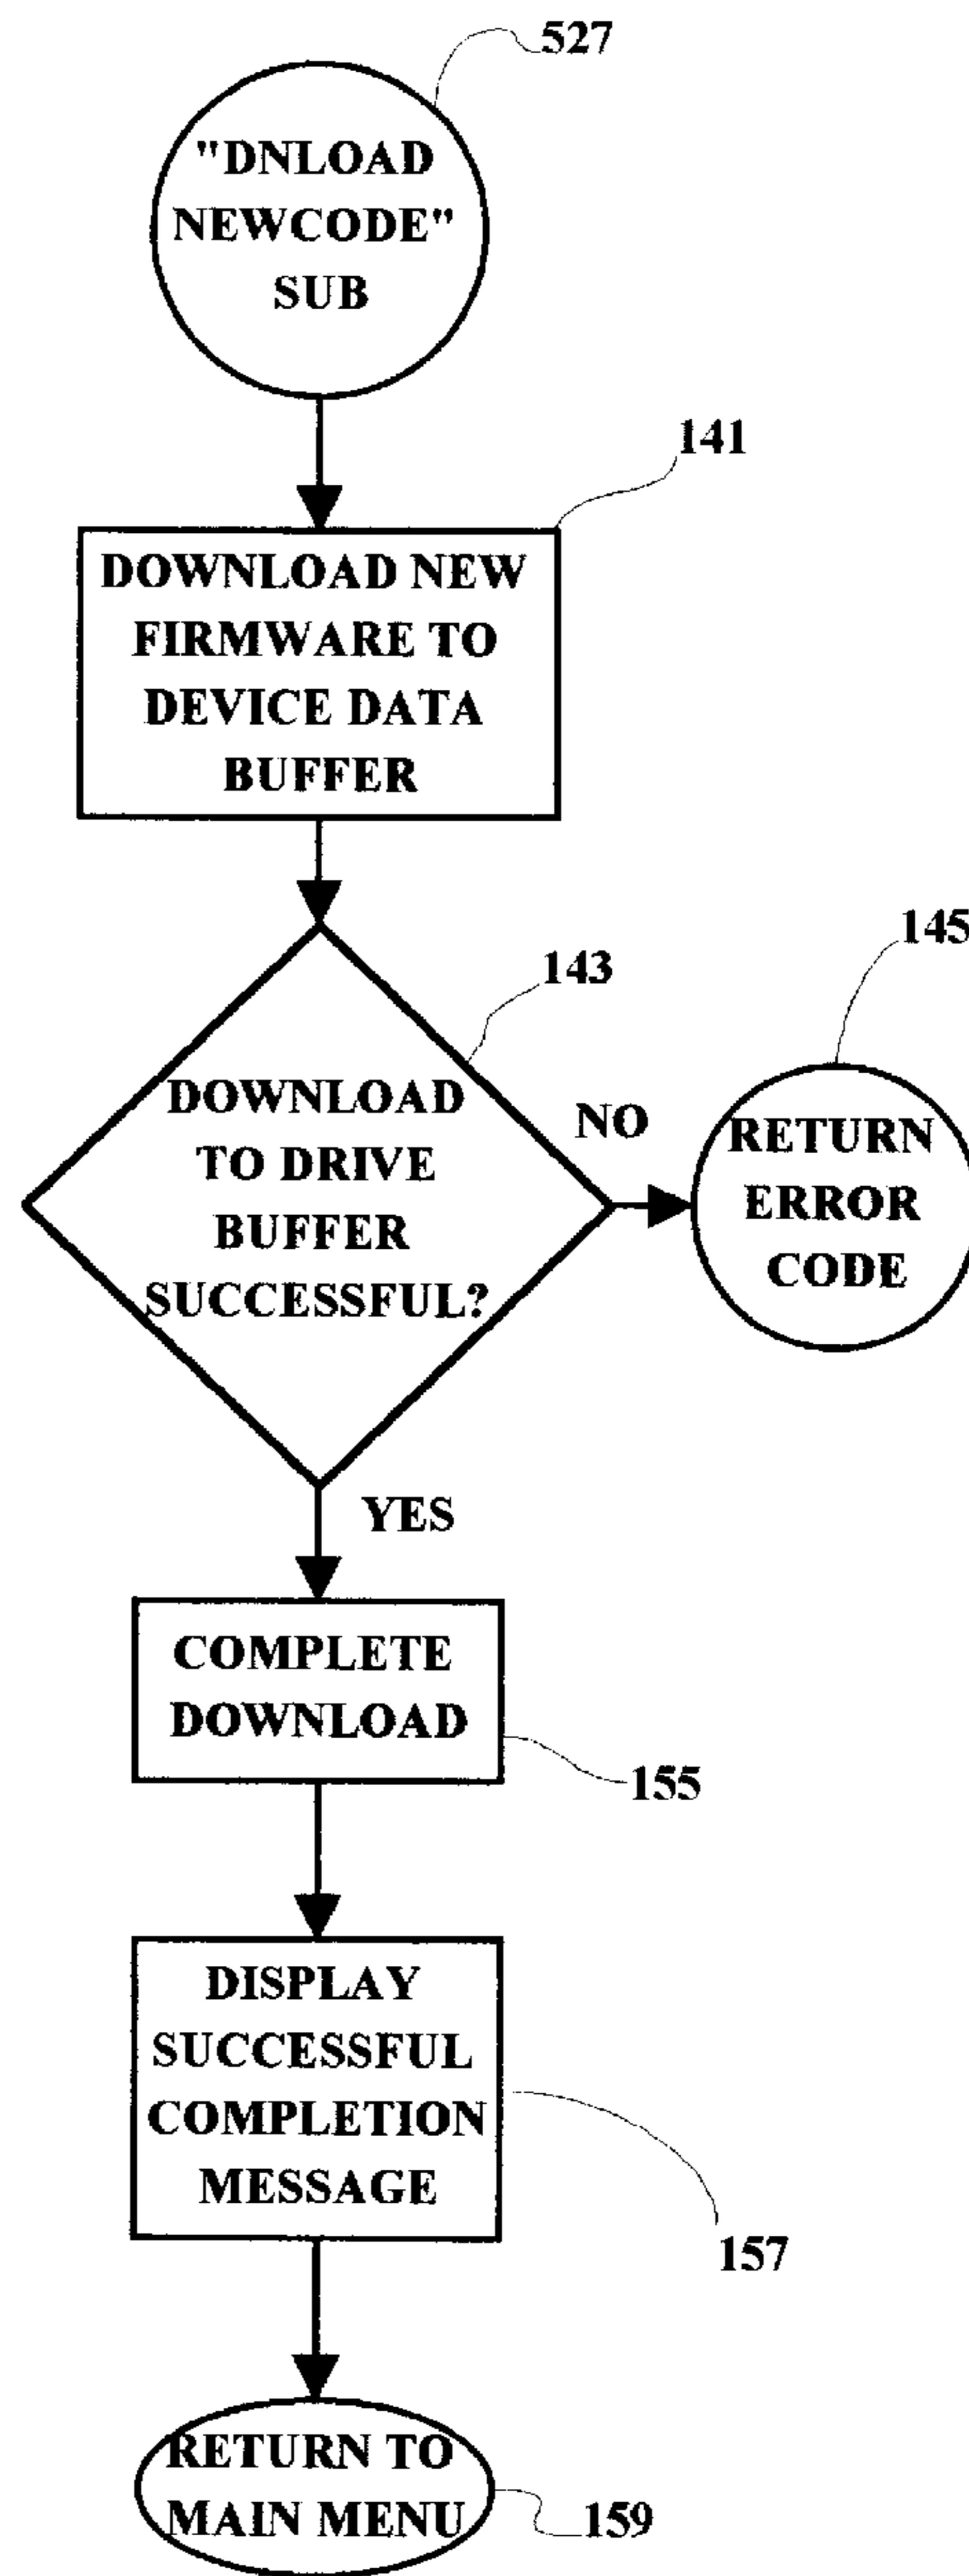 527
"DNLOAD
NEWCODE"
SUB
141
DOWNLOAD NEW
FIRMWARE TO
DEVICE DATA
BUFFER
143
DOWNLOAD
TO DRIVE
BUFFER
SUCCESSFUL?
NO
145
RETURN
ERROR
CODE
YES
COMPLETE
DOWNLOAD
155
DISPLAY
SUCCESSFUL
COMPLETION
MESSAGE
157
RETURN TO
MAIN MENU
159